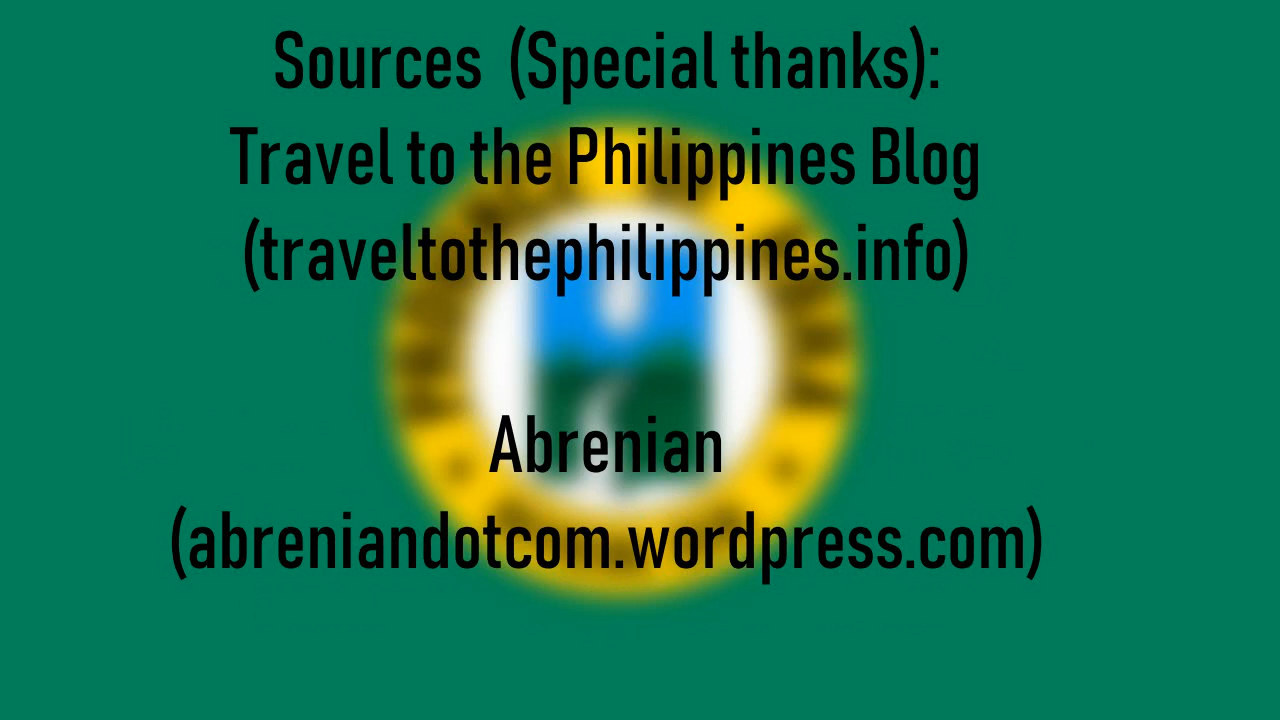 Sources (Special thanks):
Travel to the Philippines Blog
(traveltothephilippines.info)
Abrenian
(abreniandotcom.wordpress.com)